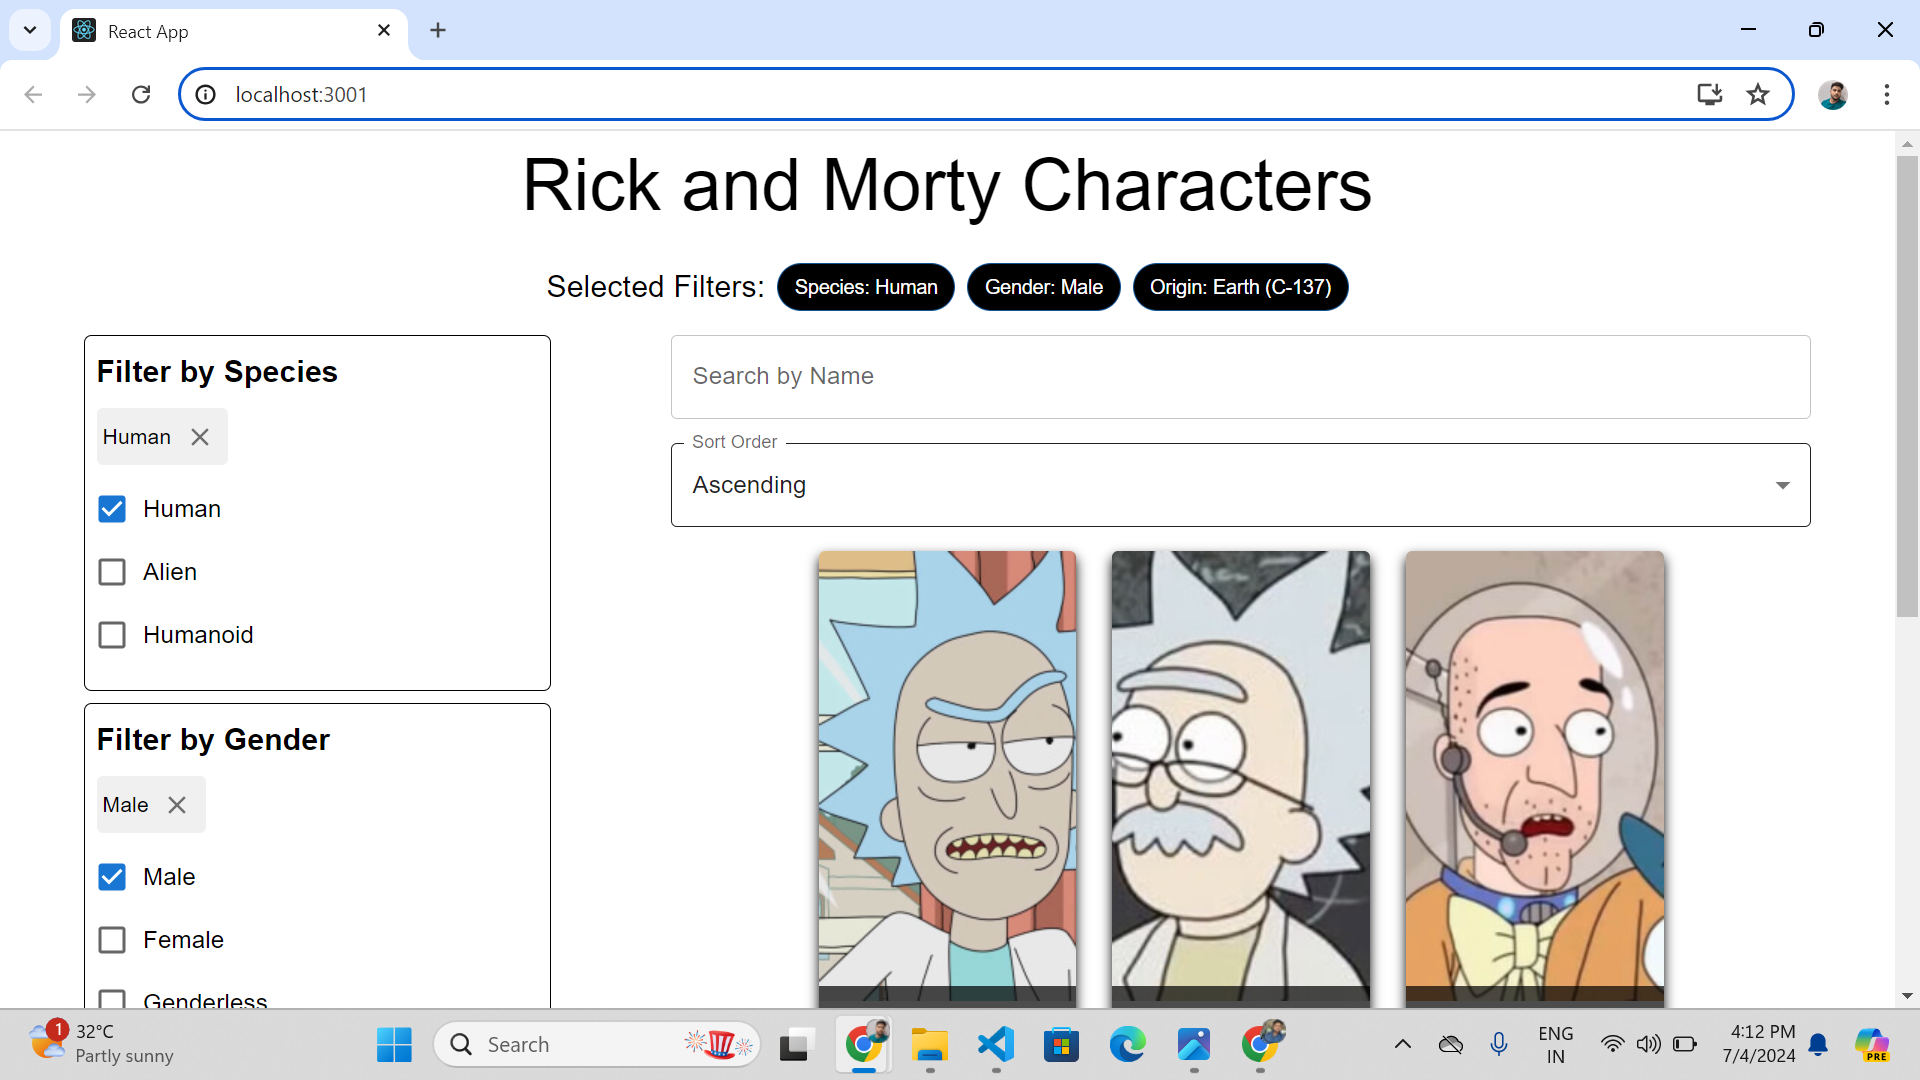 React App
localhost:3001
Rick and Morty Characters
Selected Filters: Species: Human Gender: Male Origin: Earth (C-137)
Filter by Species
Human
Human
Alien
Humanoid
Filter by Gender
Male
Male
Female
Genderless
Search by Name
Sort Order
Ascending
1
32°C
Partly sunny
Search
PRE
ENG
IN
4:12 PM
7/4/2024